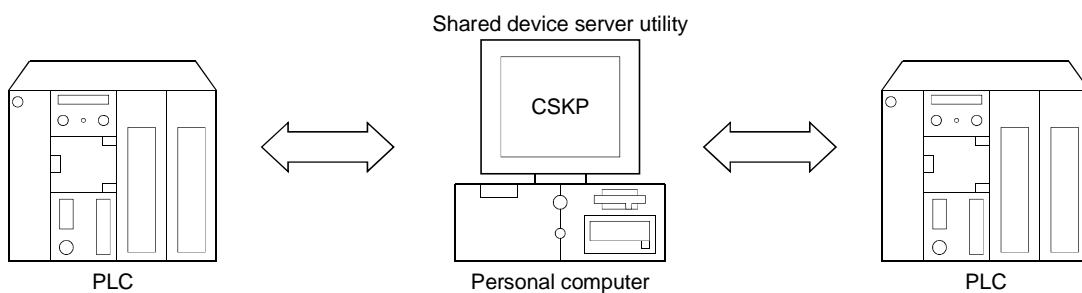 Shared device server utility
CSKP
PLC
Personal computer
PLC